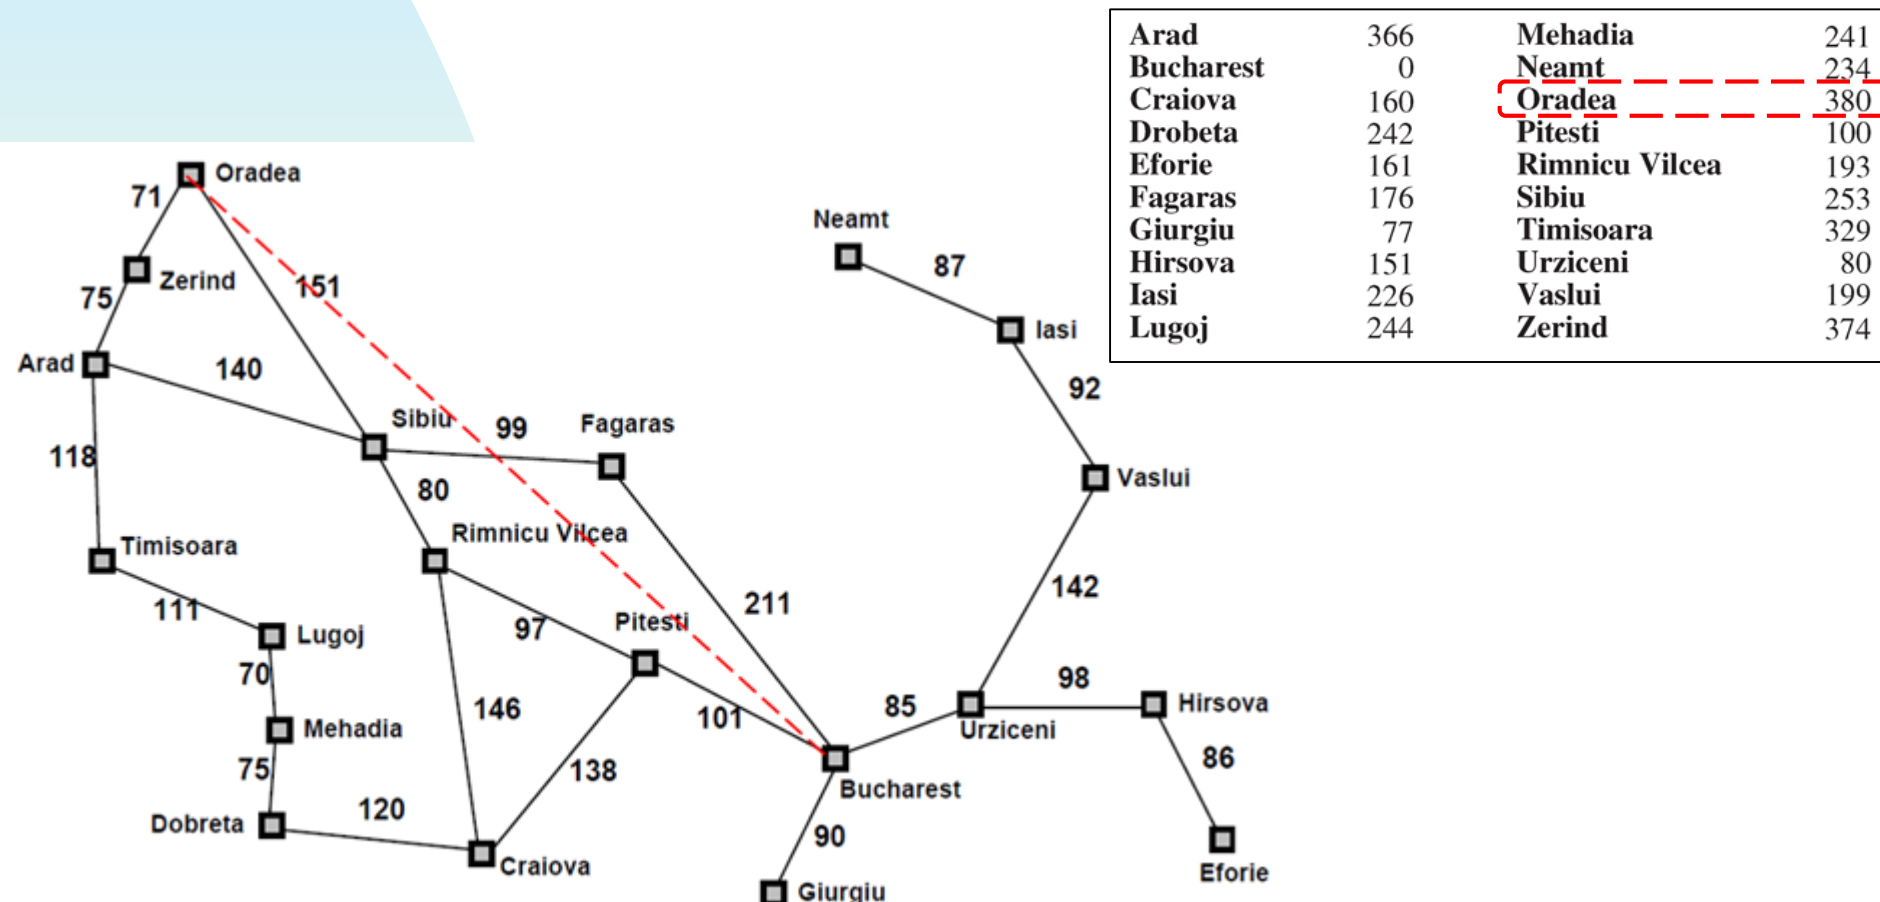 Arad 366 Mehadia 241
Bucharest 0 Neamt 234
Craiova 160 Oradea 380
Drobeta 242 Pitesti 100
Eforie 161 Rimnicu Vilcea 193
Fagaras 176 Sibiu 253
Giurgiu 77 Timisoara 329
Hirsova 151 Urziceni 80
Iasi 226 Vaslui 199
Lugoj 244 Zerind 374
Oradea
71
Neamt
87
Zerind
151
75
Iasi
Arad
140
92
Sibiu
99
Fagaras
118
Vaslui
80
Rimnicu Vilcea
Timisoara
142
111
211
97
Pitesti
Lugoj
70
98
Hirsova
146
101
85
Urziceni
Mehadia
86
75
138
Bucharest
120
Dobreta
90
Craiova
Eforie
Giurgiu